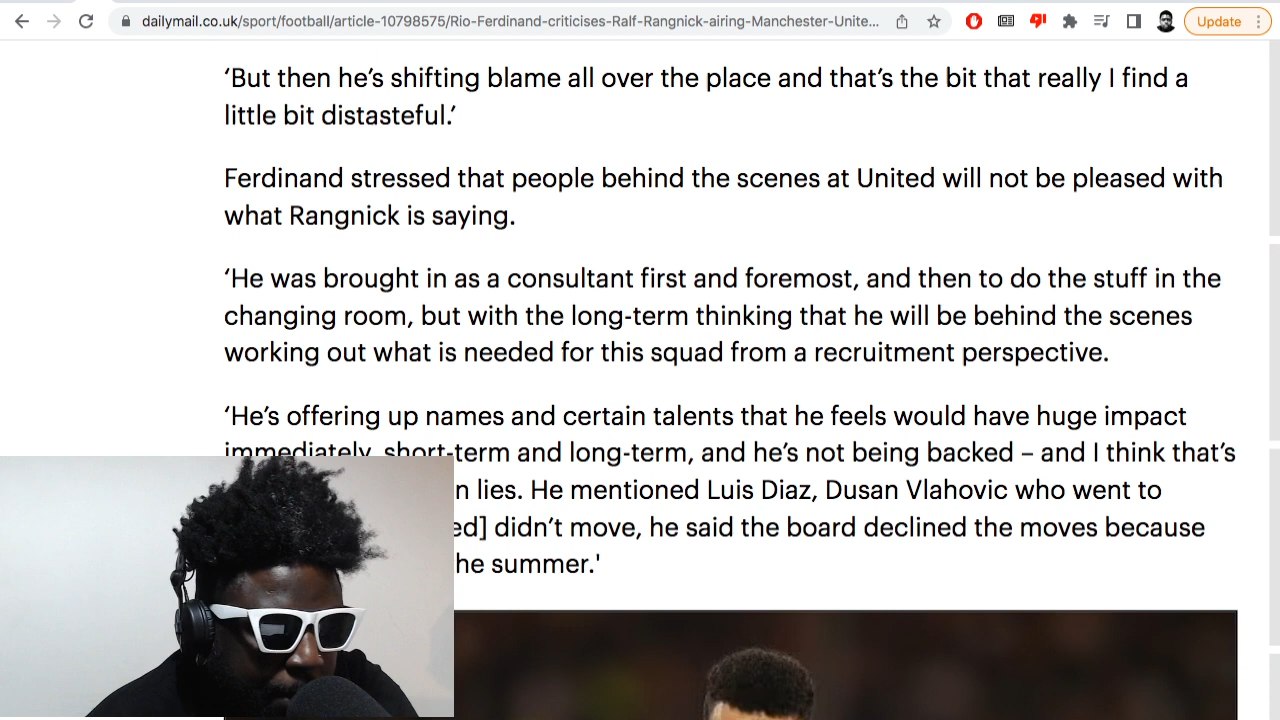 dailymail.co.uk/sport/football/article-10798575/Rio-Ferdinand-criticises-Ralf-Rangnick-airing-Manchester-Unite...
Update
‘But then he’s shifting blame all over the place and that’s the bit that really I find a
little bit distasteful.’
Ferdinand stressed that people behind the scenes at United will not be pleased with
what Rangnick is saying.
‘He was brought in as a consultant first and foremost, and then to do the stuff in the
changing room, but with the long-term thinking that he will be behind the scenes
working out what is needed for this squad from a recruitment perspective.
‘He’s offering up names and certain talents that he feels would have huge impact
immediately, short-term and long-term, and he’s not being backed – and I think that’s
n lies. He mentioned Luis Diaz, Dusan Vlahovic who went to
ed] didn’t move, he said the board declined the moves because
he summer.'